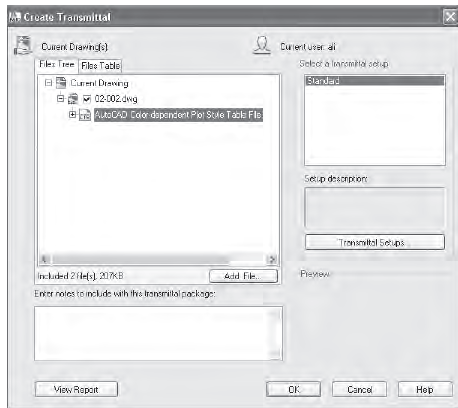 Create Transmittal
Current Drawing(s)
Current user: ali
Files Tree Files Table
Select a transmittal setup
Current Drawing
Standard
02-002.dwg
AutoCAD Color-dependent Plot Style Table File
Setup description:
Transmittal Setups...
Included 2 file(s), 207KB
Add File...
Preview
Enter notes to include with this transmittal package:
View Report
OK Cancel Help